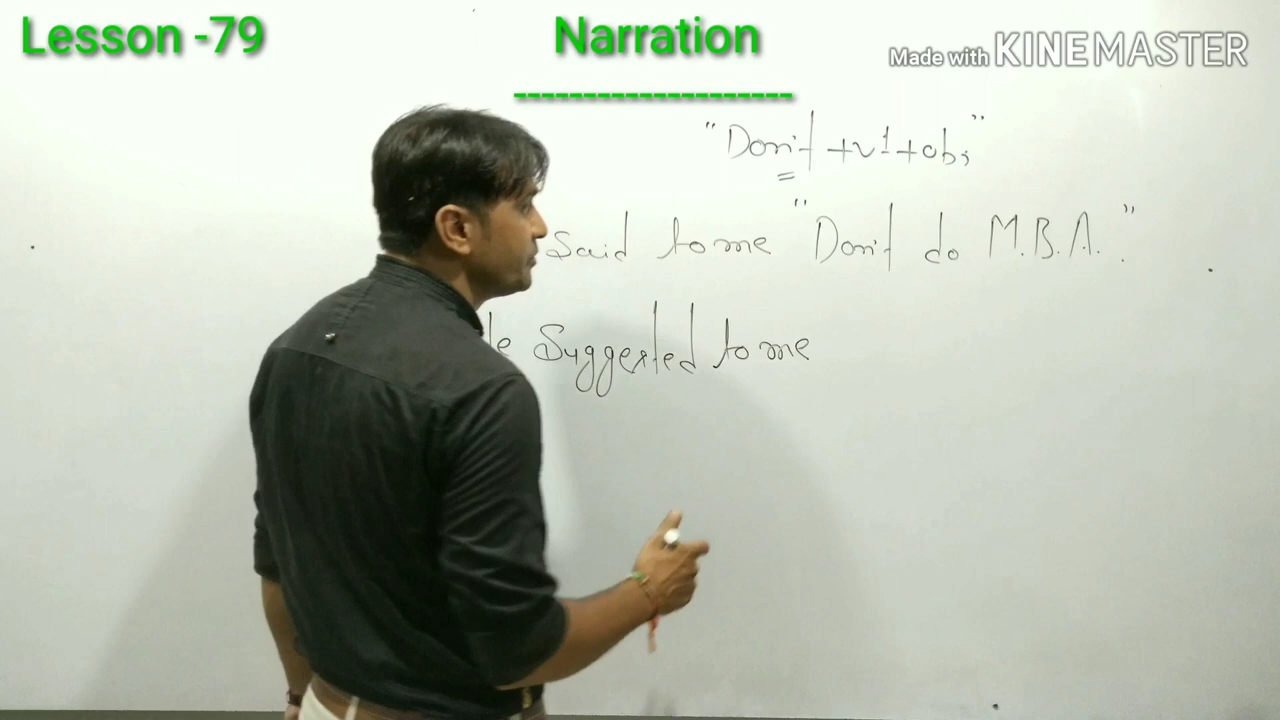 Lesson -79
Narration
Made with KINEMASTER
"Don't + v1 + obj"
Said to me "Don't do M.B.A."
Suggested to me